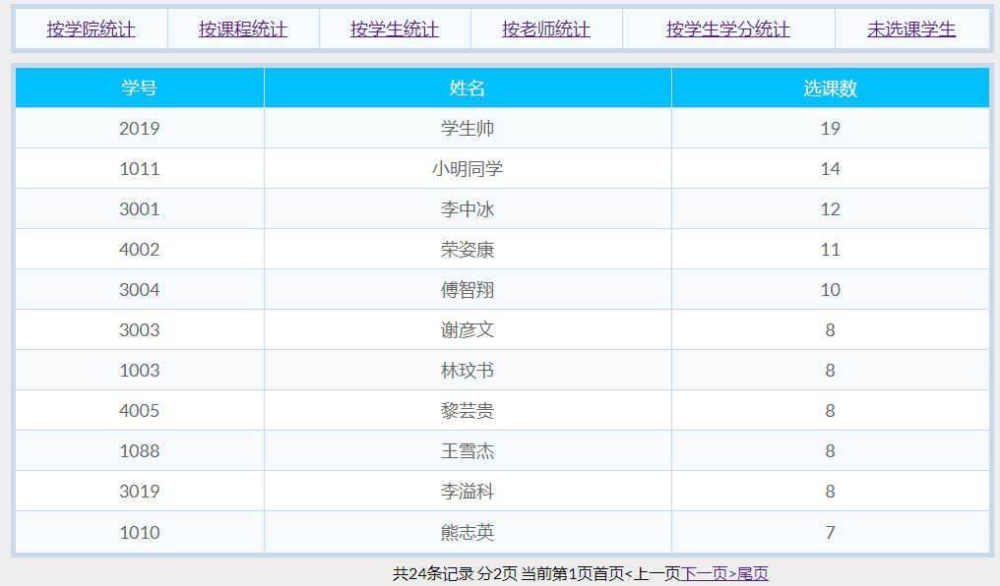 按学院统计 按课程统计 按学生统计 按老师统计 按学生学分统计 未选课学生
学号 姓名 选课数
2019 学生帅 19
1011 小明同学 14
3001 李中冰 12
4002 荣姿康 11
3004 傅智翔 10
3003 谢彦文 8
1003 林玟书 8
4005 黎芸贵 8
1088 王雪杰 8
3019 李溢科 8
1010 熊志英 7
共24条记录 分2页 当前第1页首页<上一页下一页>尾页